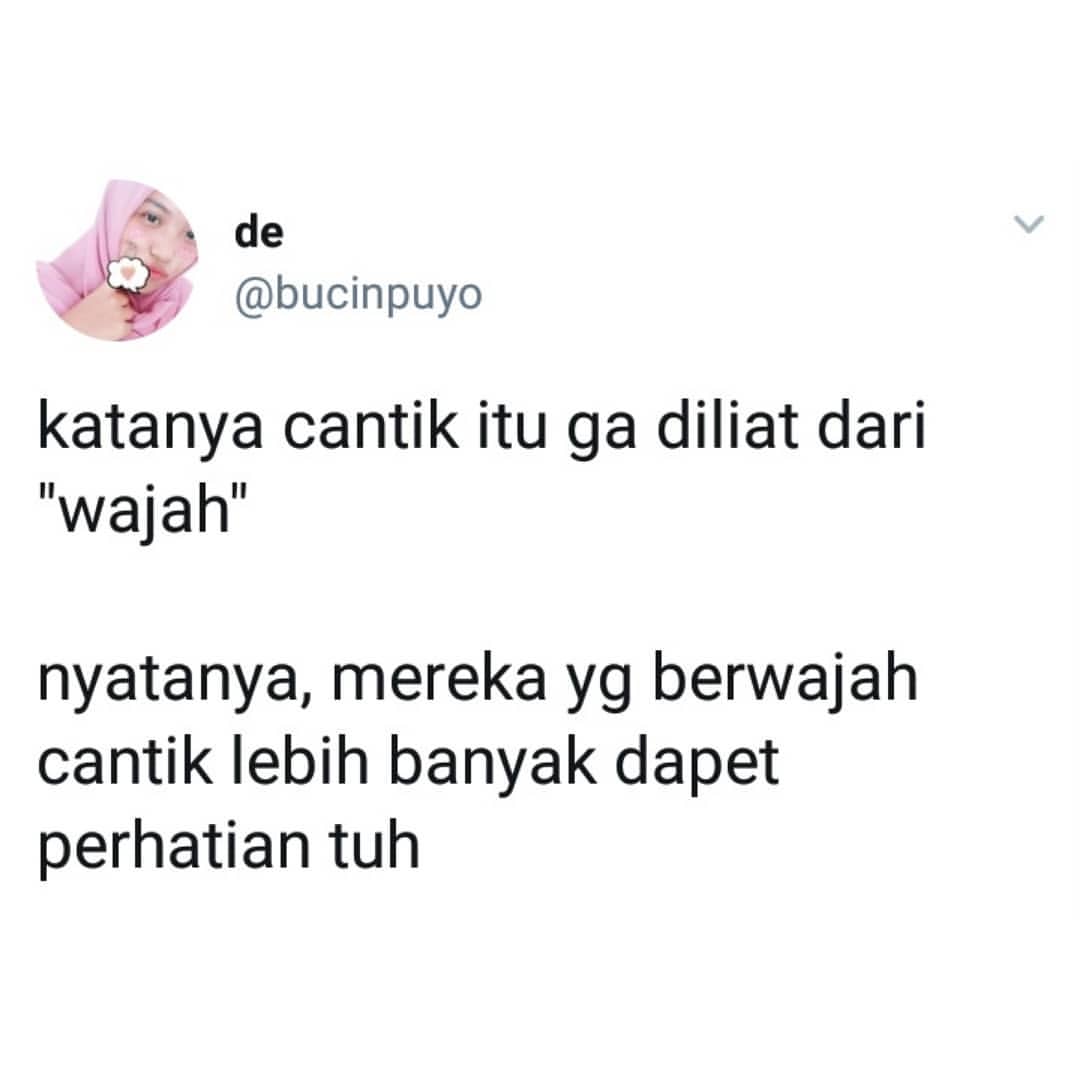 de
@bucinpuyo
katanya cantik itu ga diliat dari
"wajah"
nyatanya, mereka yg berwajah
cantik lebih banyak dapet
perhatian tuh